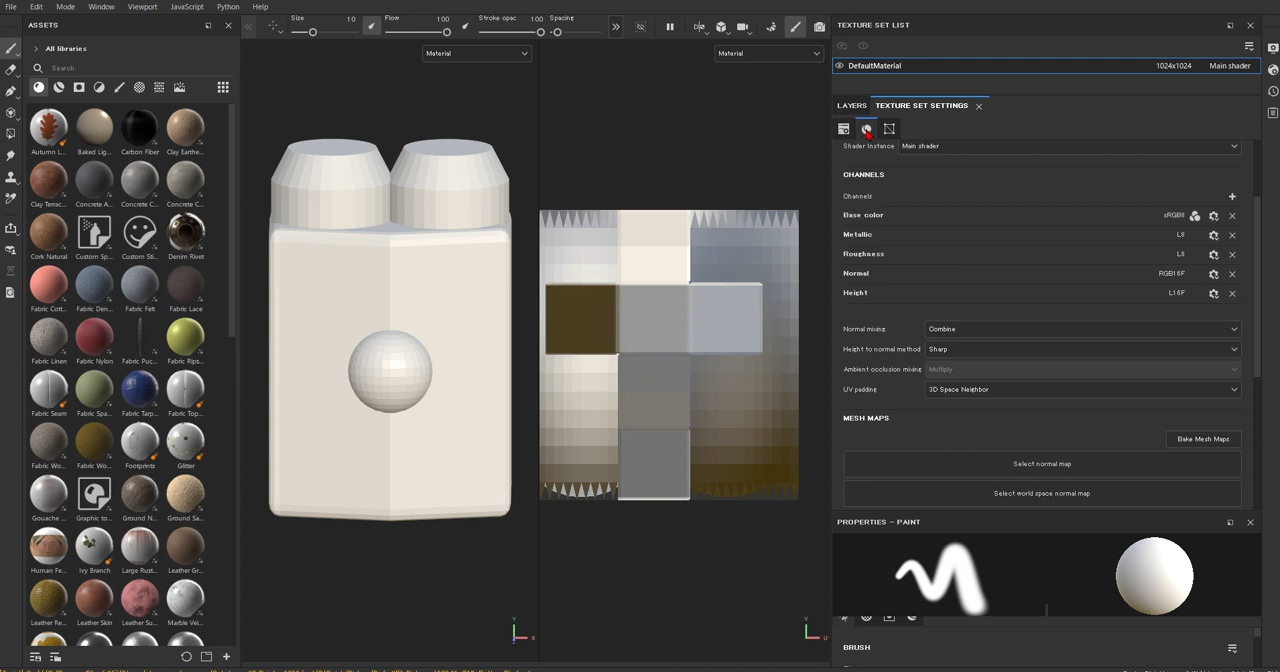 File Edit Mode Window Viewport JavaScript Python Help
ASSETS
All libraries
Search
Autumn L... Baked Lig... Carbon Fiber Clay Earthe...
Clay Terrac... Concrete A... Concrete C... Concrete C...
Cork Natural Custom Sp... Custom Sti... Denim Rivet
Fabric Cott... Fabric Den... Fabric Felt Fabric Lace
Fabric Linen Fabric Nylon Fabric Puc... Fabric Rips...
Fabric Seam Fabric Spa... Fabric Tarp... Fabric Top...
Fabric Wo... Fabric Wo... Footprints Glitter
Gouache ... Graphic to... Ground N... Ground Sa...
Human Fe... Ivy Branch Large Rust... Leather Gr...
Leather Re... Leather Skin Leather Su... Marble Vei...
Size 10 Flow 100 Stroke opac 100 Spacing
Material Material
Y X
V U
TEXTURE SET LIST
DefaultMaterial 1024x1024 Main shader
LAYERS TEXTURE SET SETTINGS
Shader Instance Main shader
CHANNELS
Channels
Base color sRGB8
Metallic L8
Roughness L8
Normal RGB16F
Height L16F
Normal mixing: Combine
Height to normal method: Sharp
Ambient occlusion mixing: Multiply
UV padding: 3D Space Neighbor
MESH MAPS
Bake Mesh Maps
Select normal map
Select world space normal map
PROPERTIES - PAINT
BRUSH